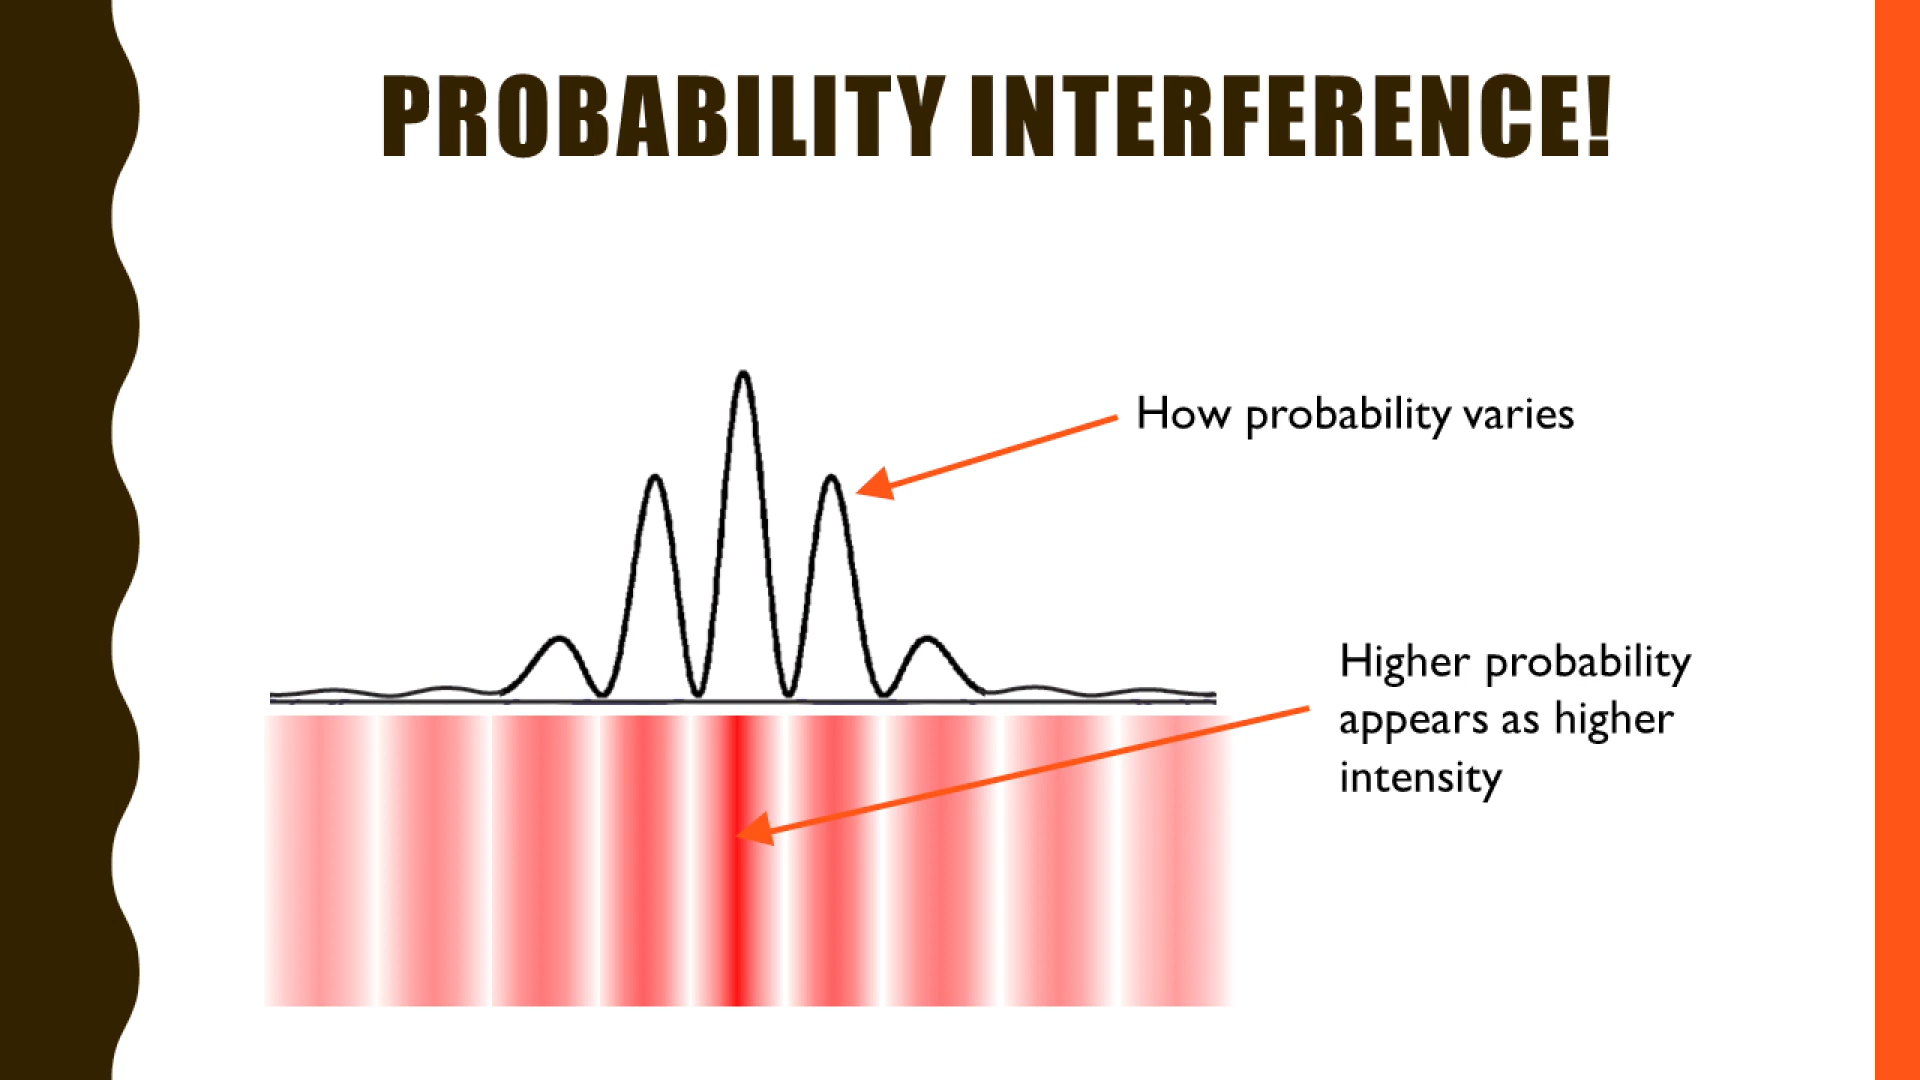 PROBABILITY INTERFERENCE!
How probability varies
Higher probability
appears as higher
intensity